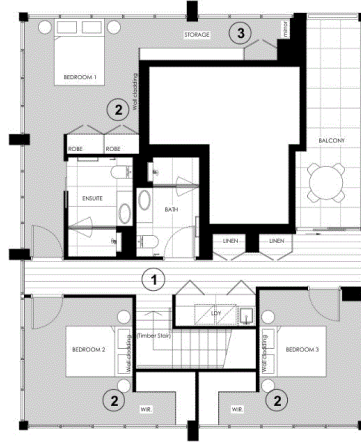 STORAGE
3
mirror
BEDROOM 1
Wall cladding
2
BALCONY
ROBE
ROBE
ENSUITE
BATH
LINEN
LINEN
1
LDY
(Timber Stair)
BEDROOM 2
Wall cladding
Wall cladding
BEDROOM 3
2
2
WIR.
WIR.